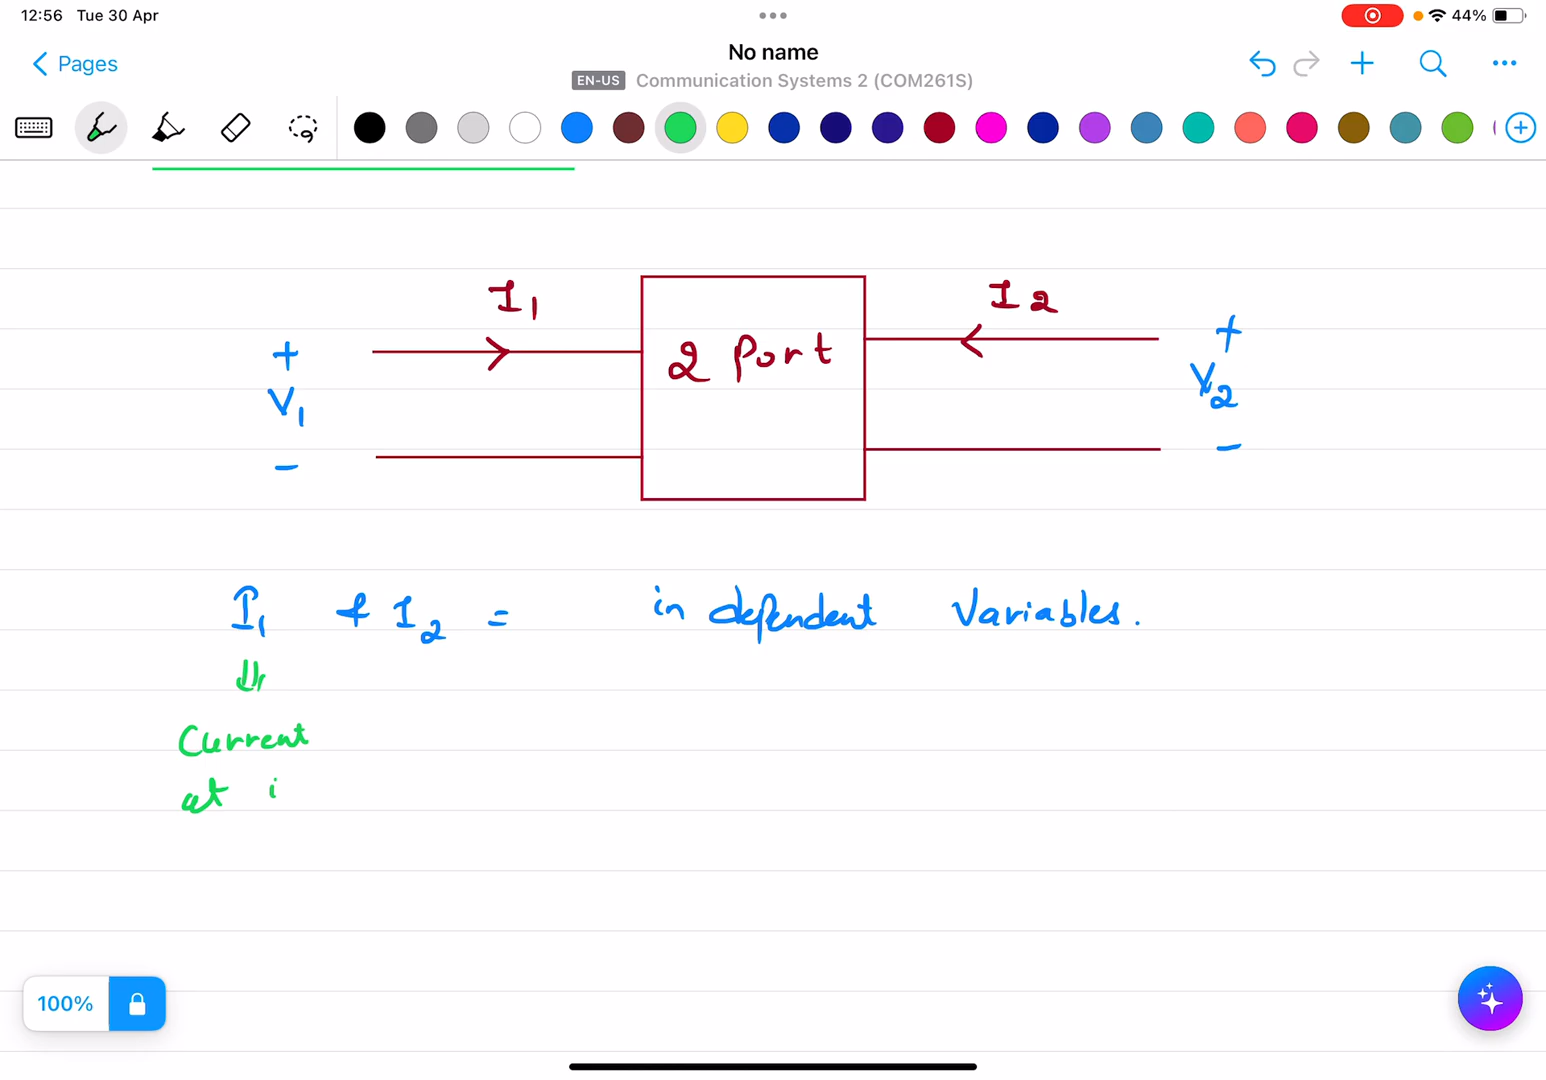 12:56 Tue 30 Apr
44%
Pages
No name
EN-US Communication Systems 2 (COM261S)
I1
I2
+
V1
-
2 Port
+
V2
-
I1 & I2 = in dependent Variables.
⇓
Current
at i
100%